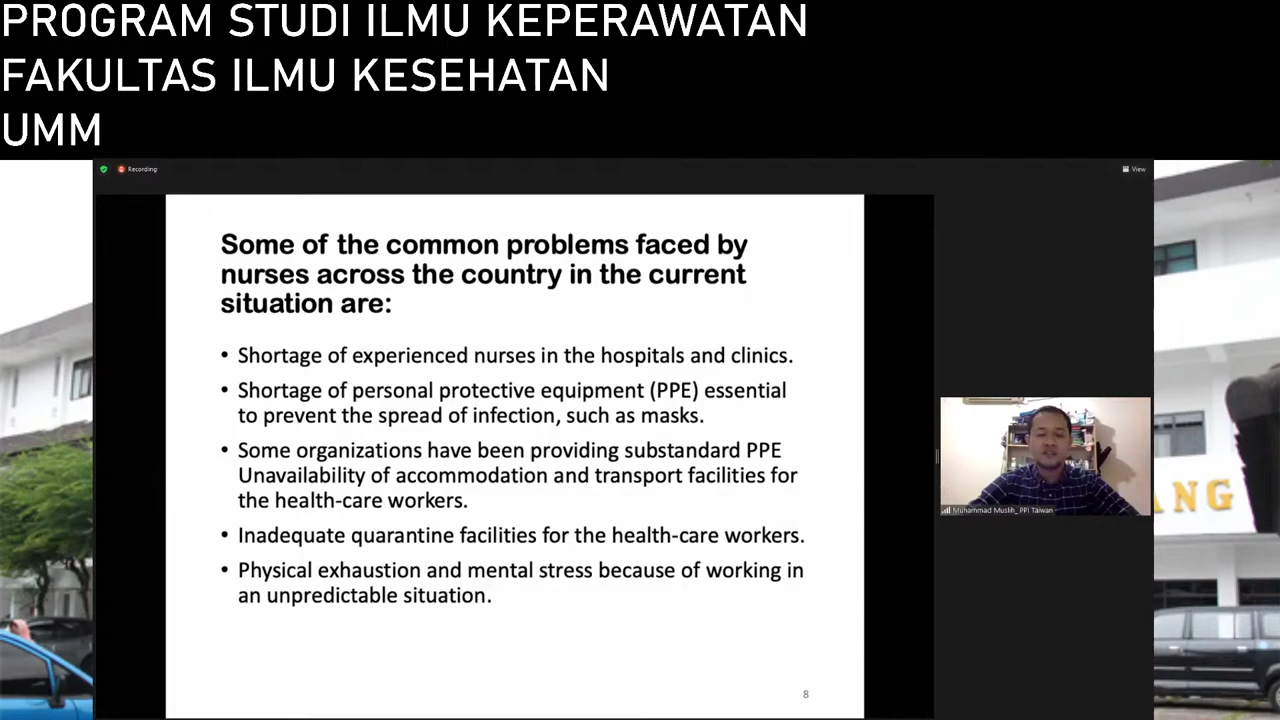 PROGRAM STUDI ILMU KEPERAWATAN
FAKULTAS ILMU KESEHATAN
UMM
Recording
View
Some of the common problems faced by
nurses across the country in the current
situation are:
• Shortage of experienced nurses in the hospitals and clinics.
• Shortage of personal protective equipment (PPE) essential
to prevent the spread of infection, such as masks.
• Some organizations have been providing substandard PPE
Unavailability of accommodation and transport facilities for
the health-care workers.
• Inadequate quarantine facilities for the health-care workers.
• Physical exhaustion and mental stress because of working in
an unpredictable situation.
8
Muhammad Muslih_ PPI Taiwan
ANG